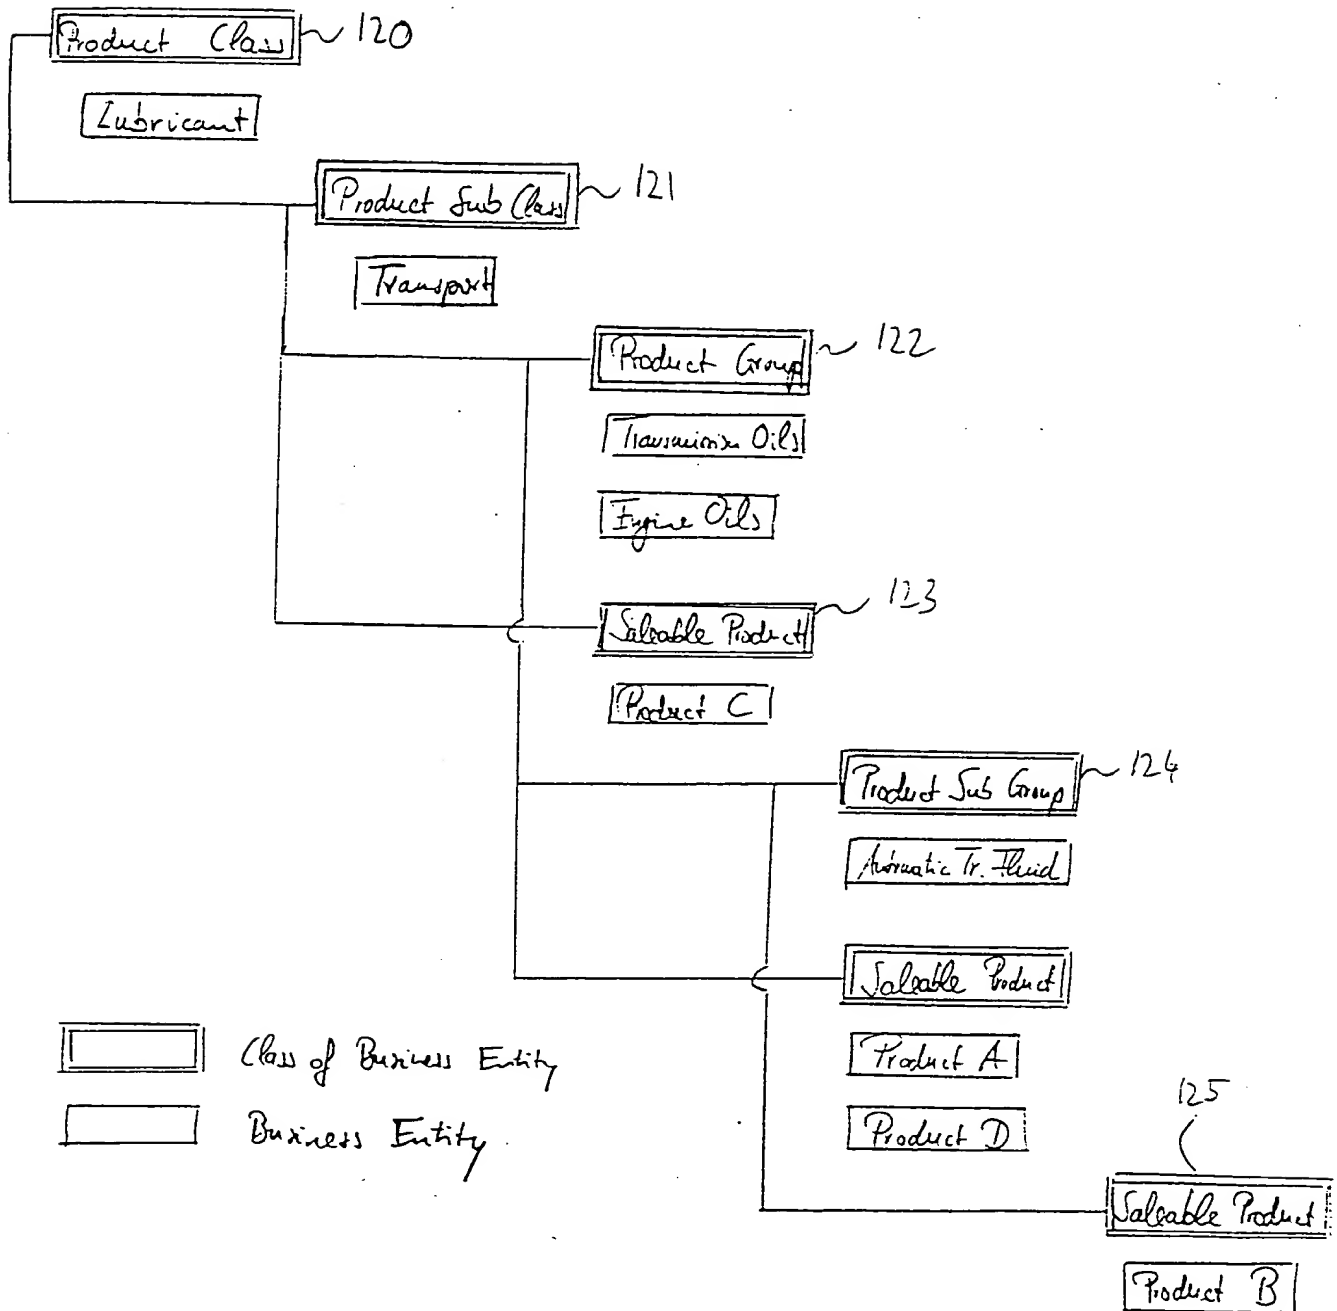 Product Class 120
Lubricant
Product Sub Class 121
Transport
Product Group 122
Transmission Oils
Engine Oils
123
Saleable Product
Product C
Product Sub Group 124
Automatic Tr. Fluid
Saleable Product
Class of Business Entity
Product A
Business Entity
Product D
125
Saleable Product
Product B